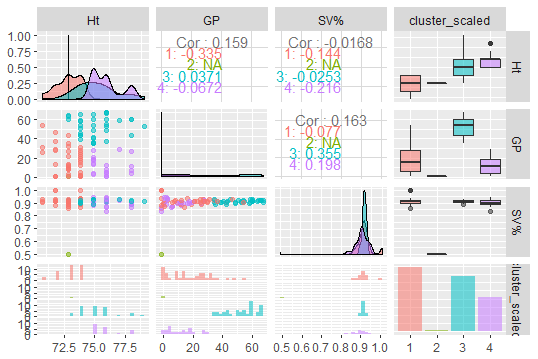 Ht GP SV% cluster_scaled
1.00
0.75
0.50
0.25
0.00
Cor : 0.159
1: -0.335
2: NA
3: 0.0371
4: -0.0672
Cor : -0.0168
1: -0.144
2: NA
3: -0.0253
4: -0.216
Ht
60
40
20
0
Cor : 0.163
1: -0.077
2: NA
3: 0.355
4: 0.198
GP
1.0
0.9
0.8
0.7
0.6
0.5
SV%
cluster_scaled
72.5 75.0 77.5
0 20 40 60
0.5 0.6 0.7 0.8 0.9 1.0
1 2 3 4